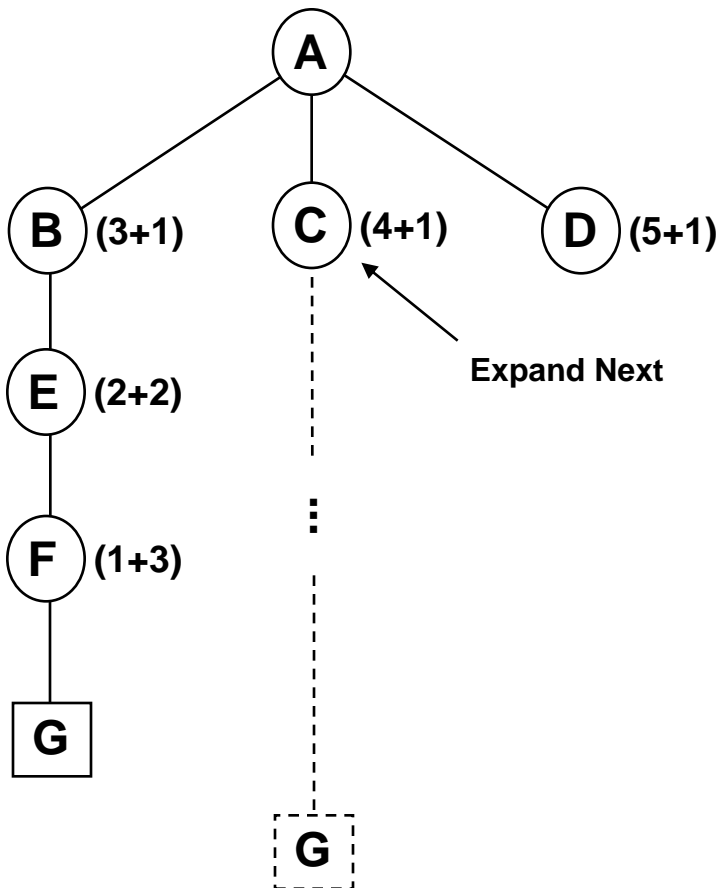 A
B (3+1) C (4+1) D (5+1)
Expand Next
E (2+2)
F (1+3)
G
G